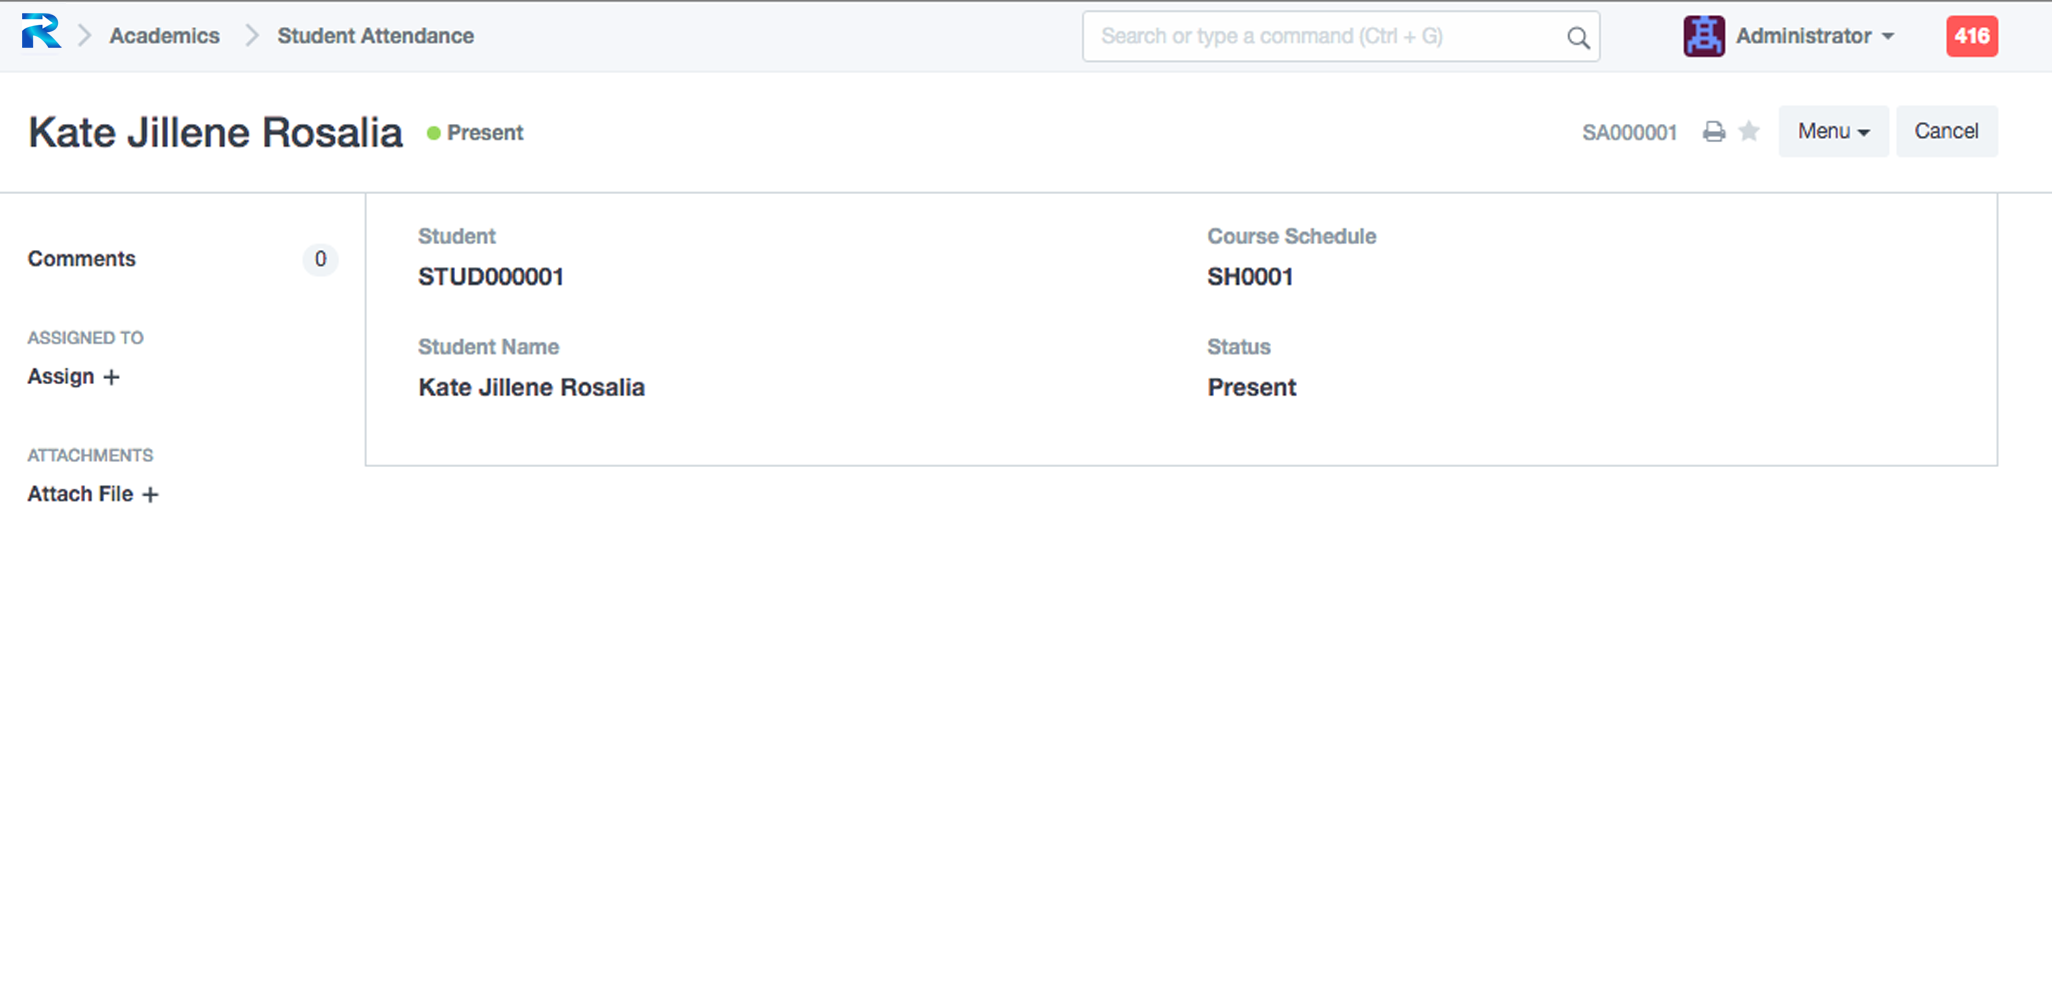 Academics
Student Attendance
Search or type a command (Ctrl + G)
Administrator
416
Kate Jillene Rosalia
Present
SA000001
Menu
Cancel
Comments
0
ASSIGNED TO
Assign +
ATTACHMENTS
Attach File +
Student
STUD000001
Student Name
Kate Jillene Rosalia
Course Schedule
SH0001
Status
Present